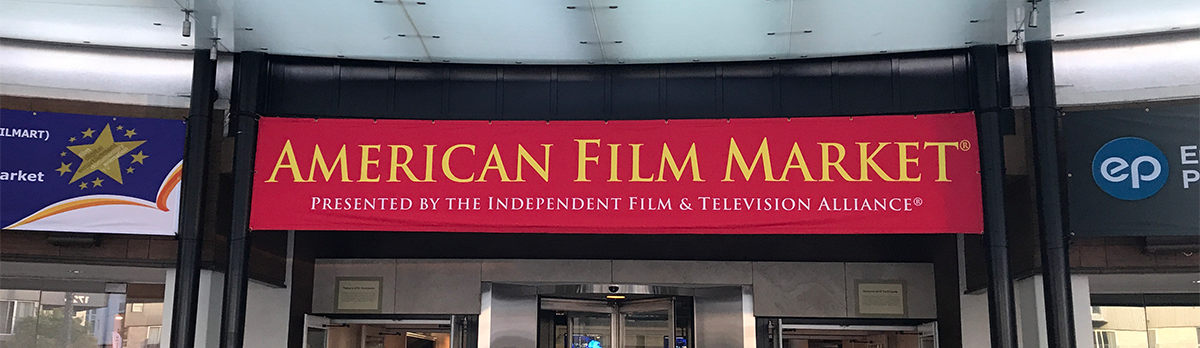 ILMART)
arket
AMERICAN FILM MARKET®
PRESENTED BY THE INDEPENDENT FILM & TELEVISION ALLIANCE®
ep
E
P